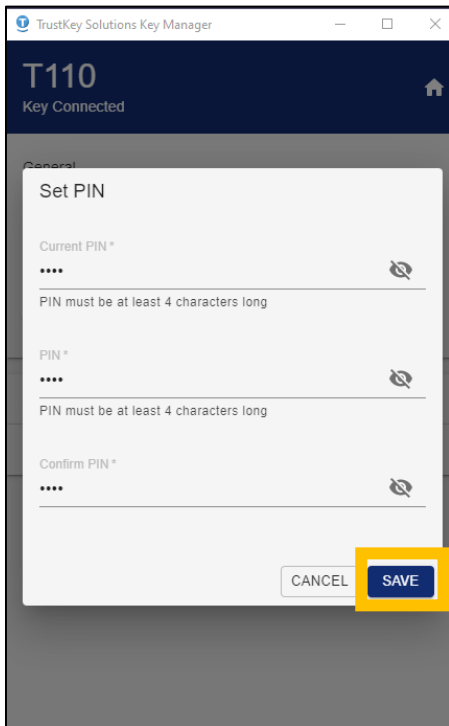 TrustKey Solutions Key Manager
T110
Key Connected
General
Set PIN
Current PIN *
••••
PIN must be at least 4 characters long
PIN *
••••
PIN must be at least 4 characters long
Confirm PIN *
••••
CANCEL
SAVE